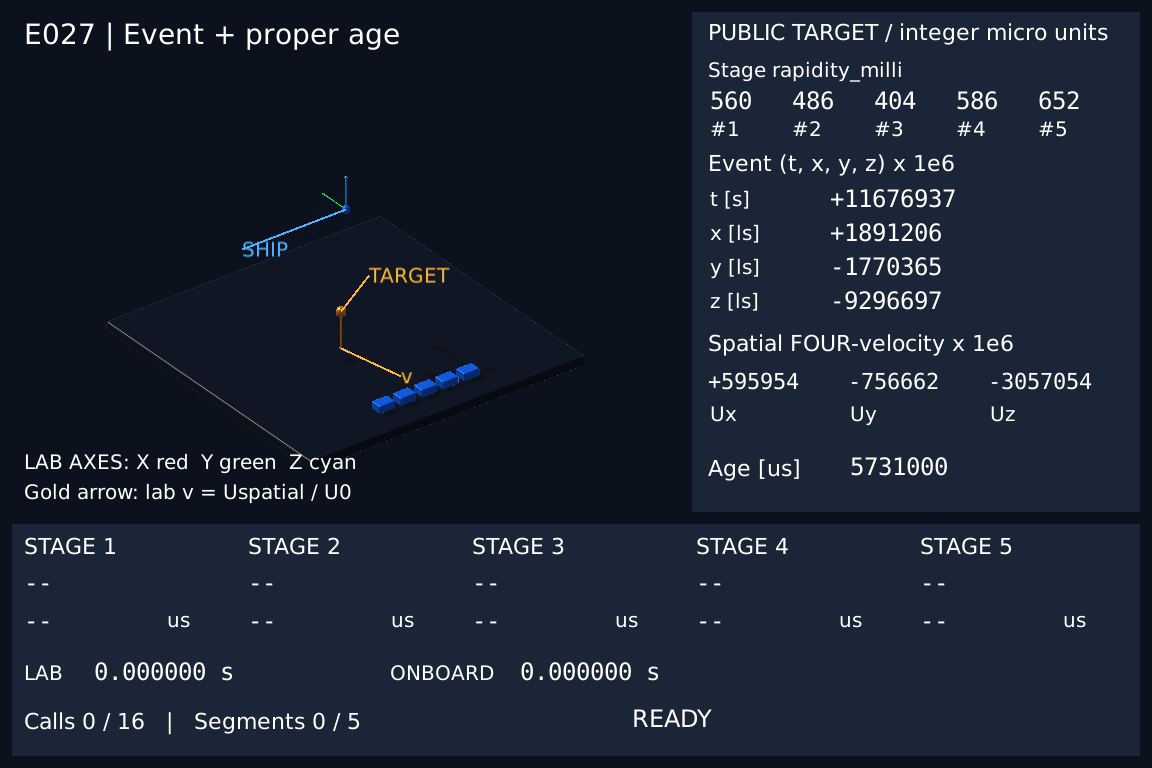 E027 | Event + proper age
SHIP
TARGET
v
LAB AXES: X red Y green Z cyan
Gold arrow: lab v = Uspatial / U0
PUBLIC TARGET / integer micro units
Stage rapidity_milli
560 486 404 586 652
#1 #2 #3 #4 #5
Event (t, x, y, z) x 1e6
t [s] +11676937
x [ls] +1891206
y [ls] -1770365
z [ls] -9296697
Spatial FOUR-velocity x 1e6
+595954 -756662 -3057054
Ux Uy Uz
Age [us] 5731000
STAGE 1 STAGE 2 STAGE 3 STAGE 4 STAGE 5
-- -- -- -- --
-- us -- us -- us -- us -- us
LAB 0.000000 s ONBOARD 0.000000 s
Calls 0 / 16 | Segments 0 / 5 READY